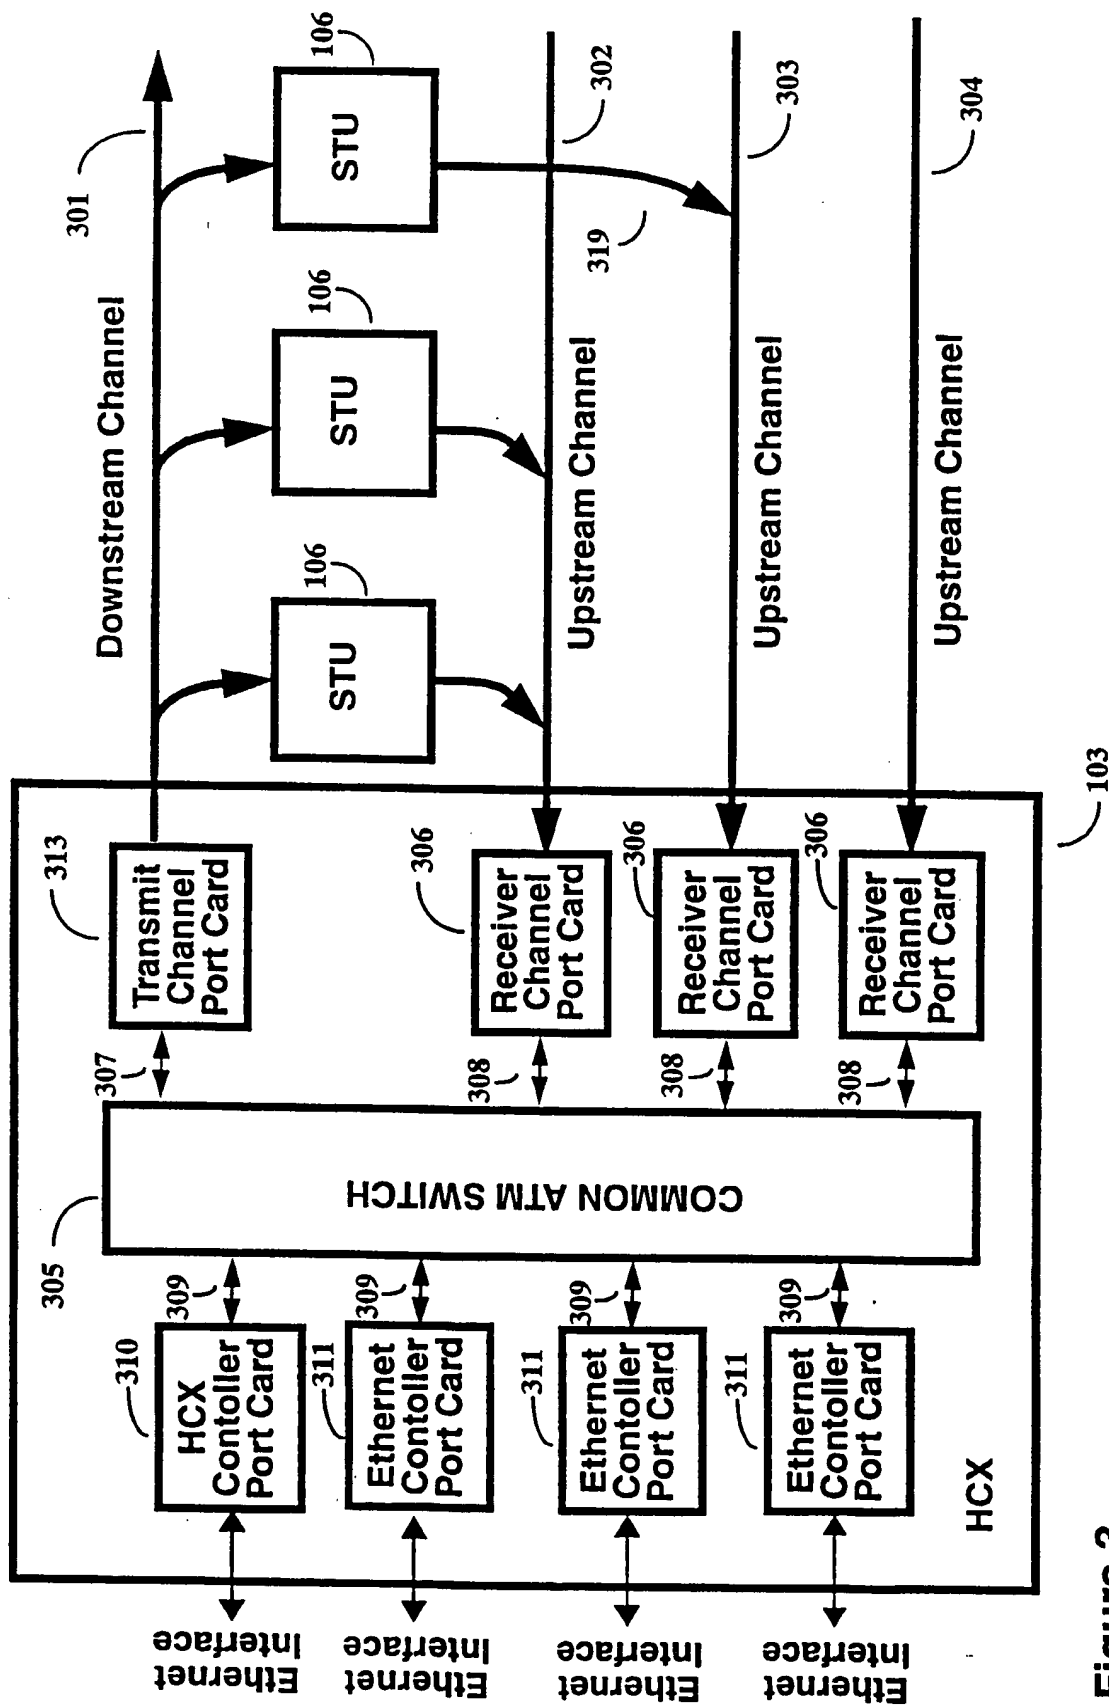 Ethernet
Interface
Ethernet
Interface
Ethernet
Interface
Ethernet
Interface
310
HCX
Contoller
Port Card
311
Ethernet
Contoller
Port Card
311
Ethernet
Contoller
Port Card
311
Ethernet
Contoller
Port Card
309
309
309
309
305
COMMON ATM SWITCH
307
308
308
308
313
Transmit
Channel
Port Card
306
Receiver
Channel
Port Card
306
Receiver
Channel
Port Card
306
Receiver
Channel
Port Card
HCX
103
Downstream Channel
301
STU
106
STU
106
STU
106
Upstream Channel
302
319
Upstream Channel
303
Upstream Channel
304
Figure 3